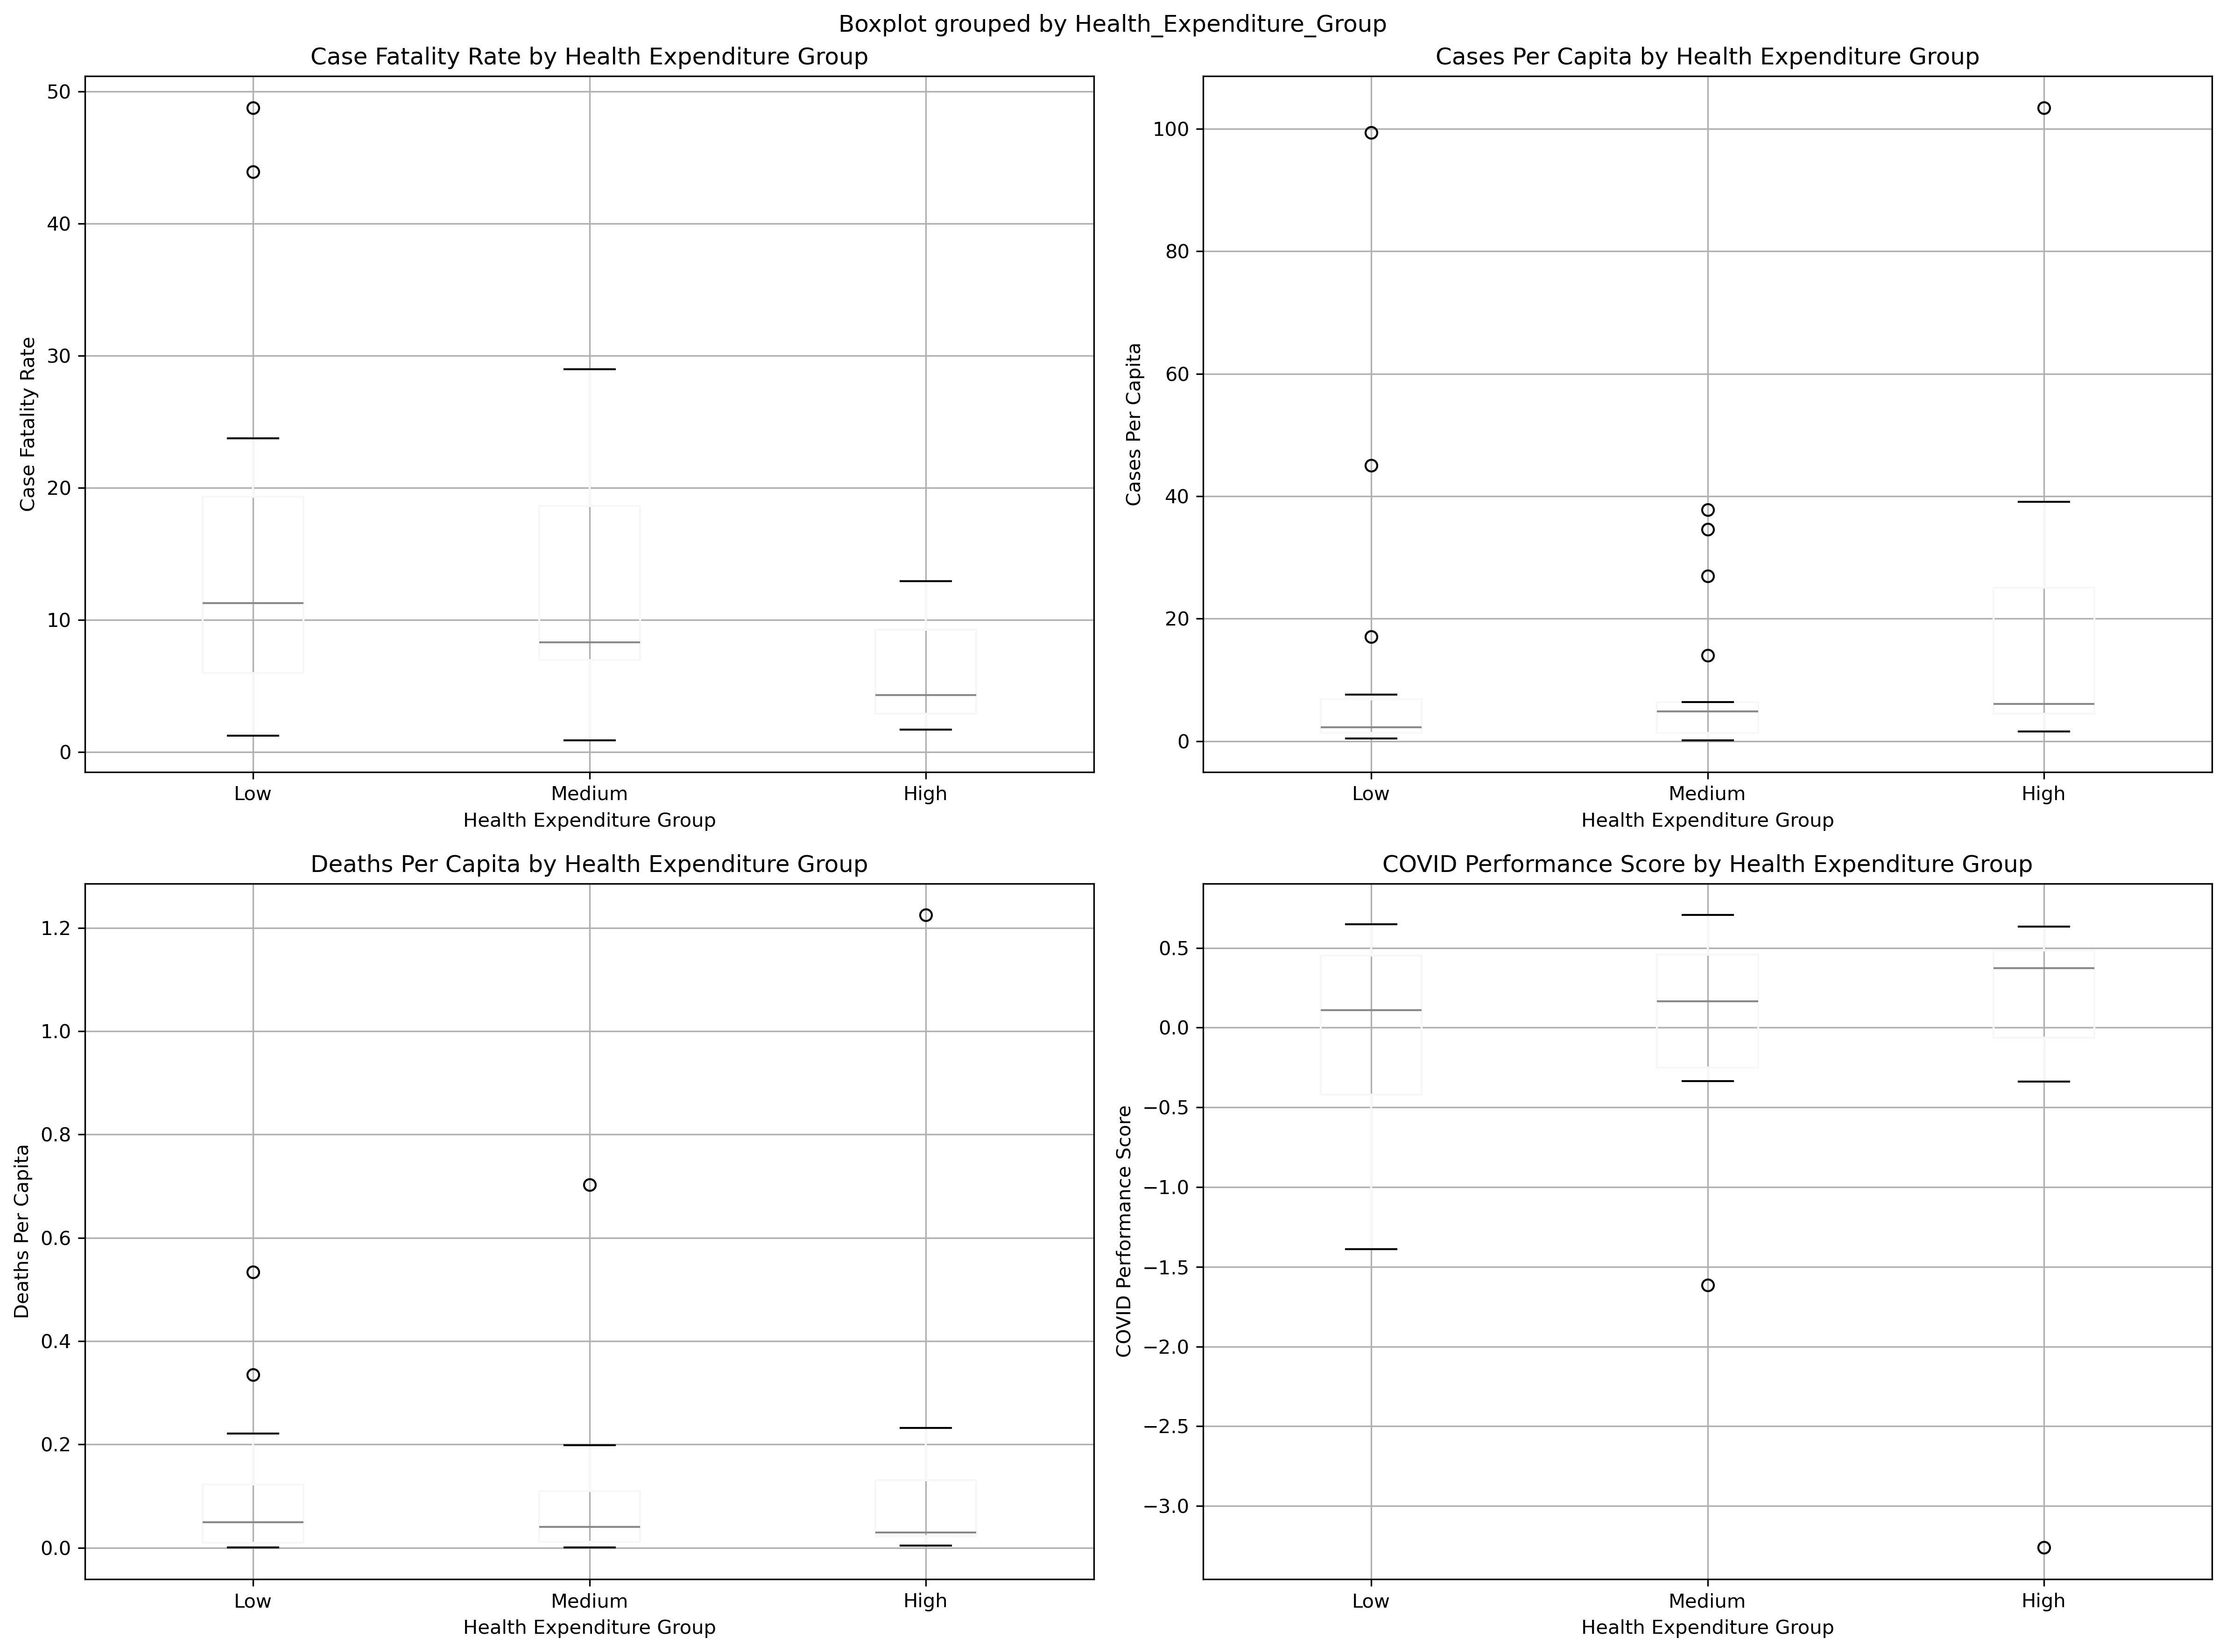 Boxplot grouped by Health_Expenditure_Group
Case Fatality Rate by Health Expenditure Group
50
40
30
20
10
0
Case Fatality Rate
Low Medium High
Health Expenditure Group
Cases Per Capita by Health Expenditure Group
100
80
60
40
20
0
Cases Per Capita
Low Medium High
Health Expenditure Group
Deaths Per Capita by Health Expenditure Group
1.2
1.0
0.8
0.6
0.4
0.2
0.0
Deaths Per Capita
Low Medium High
Health Expenditure Group
COVID Performance Score by Health Expenditure Group
0.5
0.0
−0.5
−1.0
−1.5
−2.0
−2.5
−3.0
COVID Performance Score
Low Medium High
Health Expenditure Group